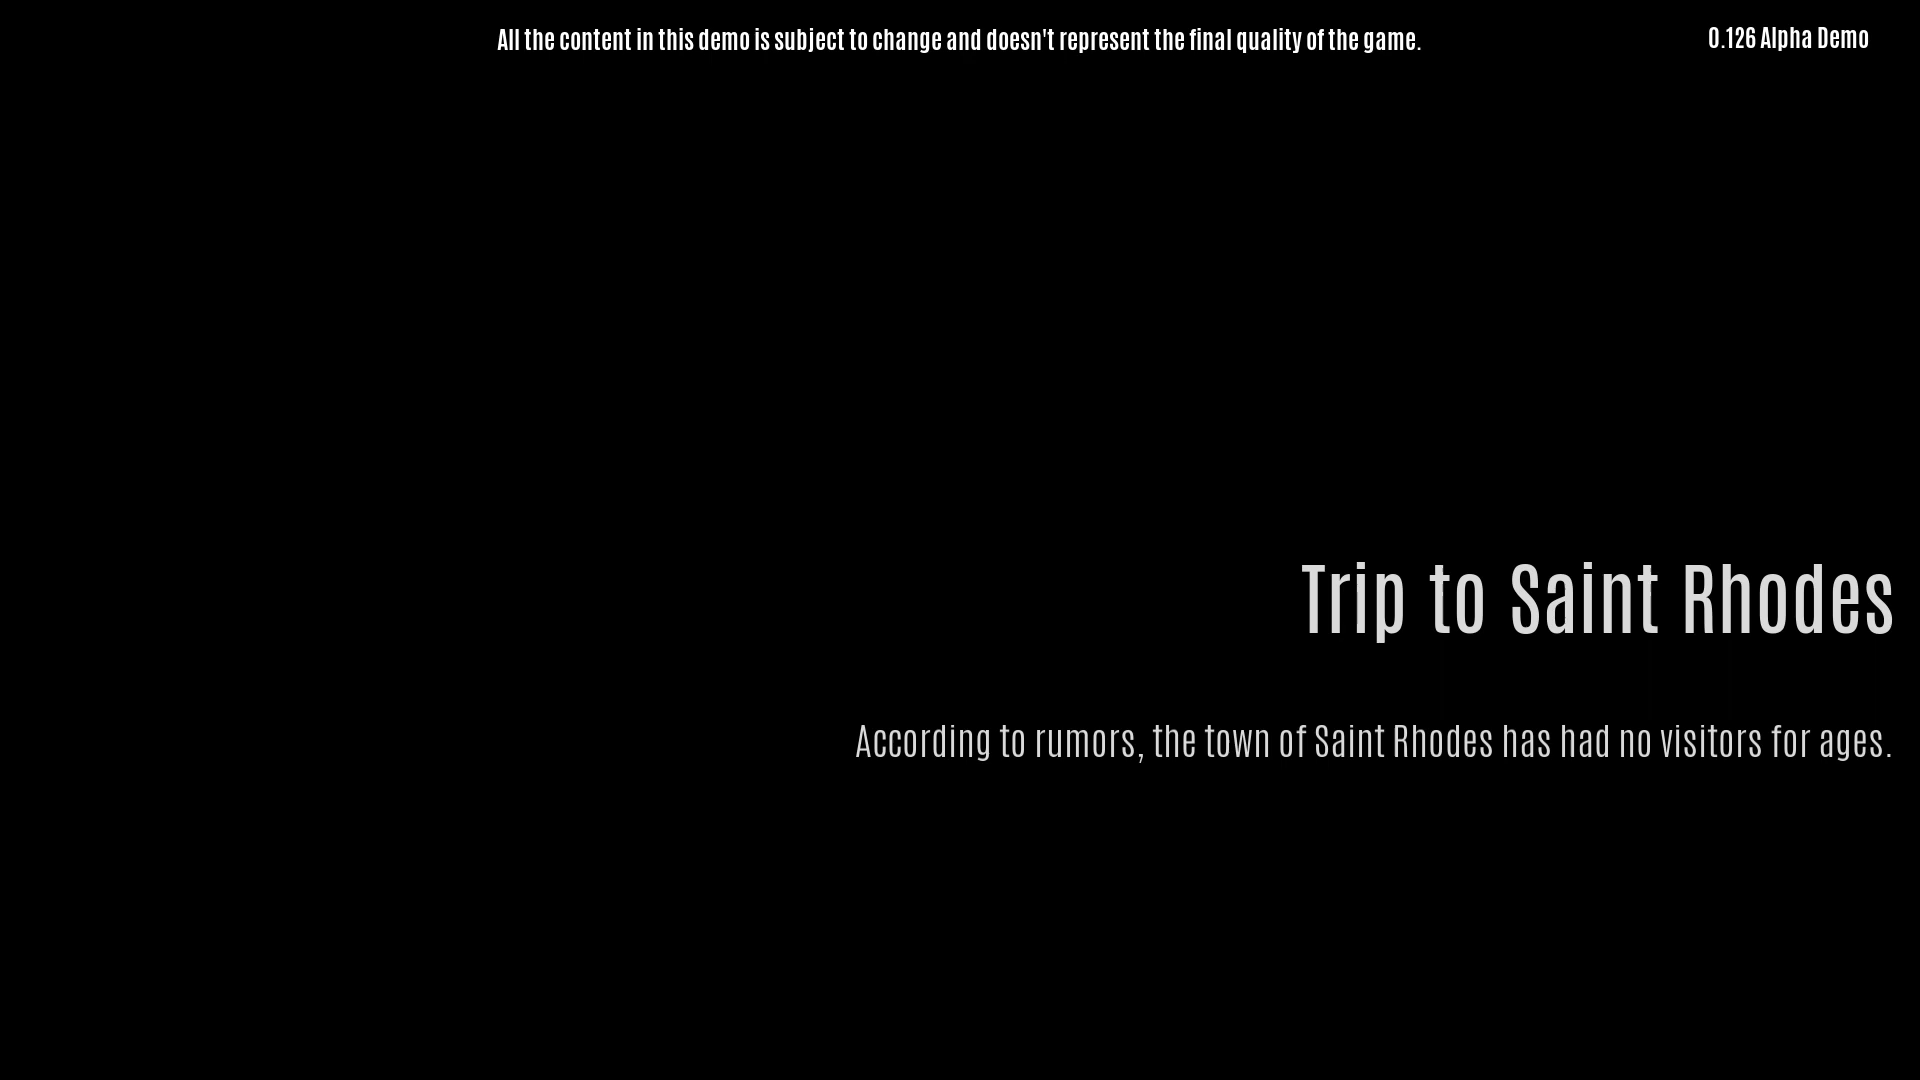 All the content in this demo is subject to change and doesn't represent the final quality of the game.
0.126 Alpha Demo
Trip to Saint Rhodes
According to rumors, the town of Saint Rhodes has had no visitors for ages.